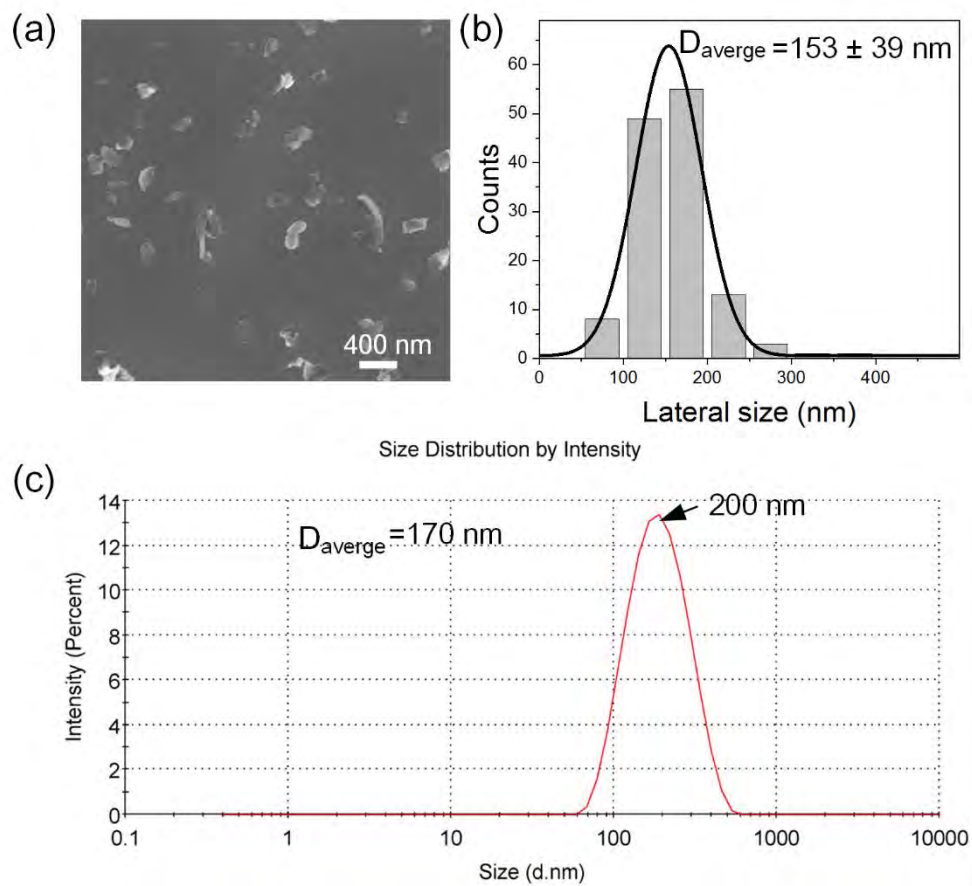 (a)
400 nm
(b)
D averge = 153 ± 39 nm
Counts
60
50
40
30
20
10
0
0 100 200 300 400
Lateral size (nm)
Size Distribution by Intensity
(c)
D averge =170 nm
200 nm
Intensity (Percent)
14
12
10
8
6
4
2
0
0.1 1 10 100 1000 10000
Size (d.nm)